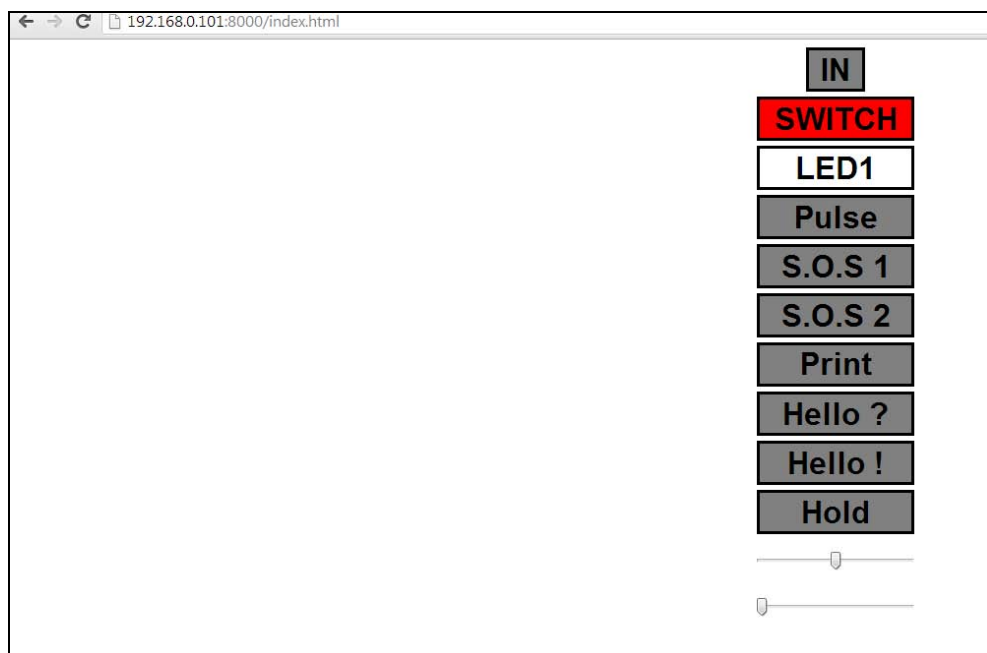 192.168.0.101:8000/index.html
IN
SWITCH
LED1
Pulse
S.O.S 1
S.O.S 2
Print
Hello ?
Hello !
Hold